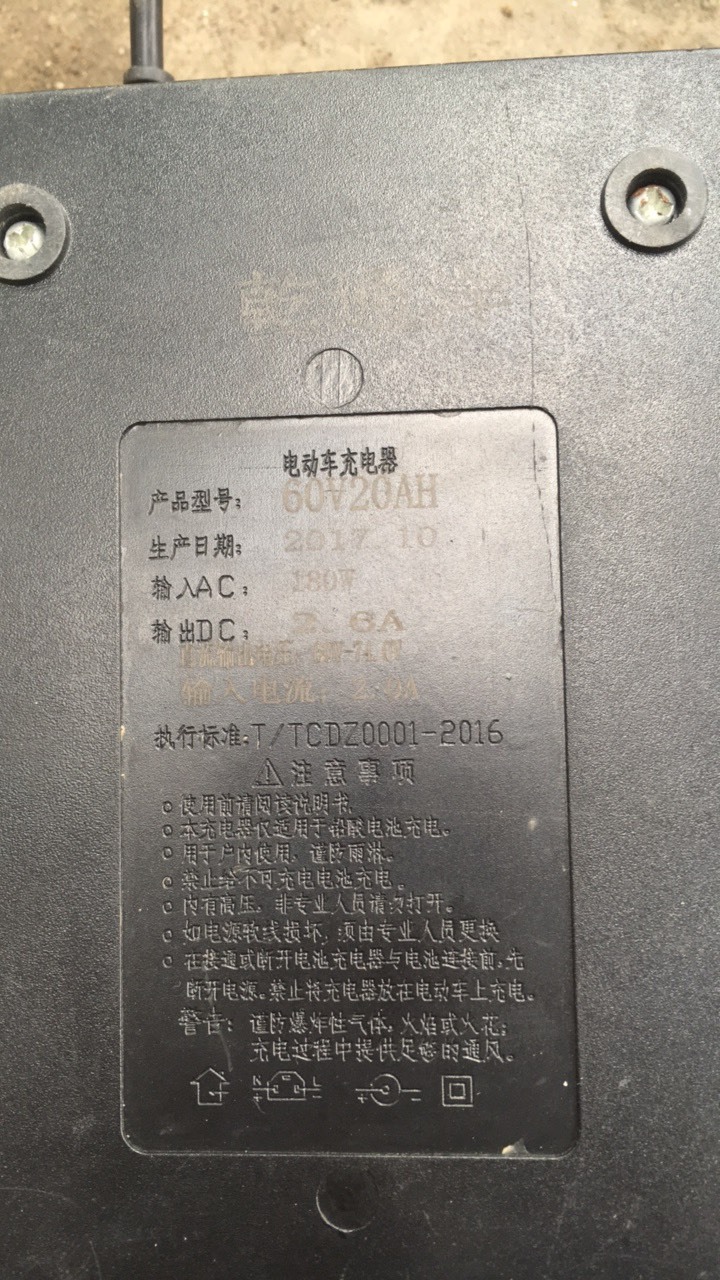 电动车充电器
产品型号: 60V20AH
生产日期: 2017 10
输入AC: 180W
输出DC: 2.6A
输入电流: 2.0A
执行标准:T/TCDZ0001-2016
注意事项
使用前请阅读说明书
本充电器仅适用于铅酸电池充电。
用于户内使用,谨防雨淋。
禁止给不可充电电池充电。
内有高压,非专业人员请勿打开。
如电源软线损坏,须由专业人员更换
在接通或断开电池充电器与电池连接前,先
断开电源。禁止将充电器放在电动车上充电。
警告: 谨防爆炸性气体,火焰或火花;
充电过程中提供足够的通风。